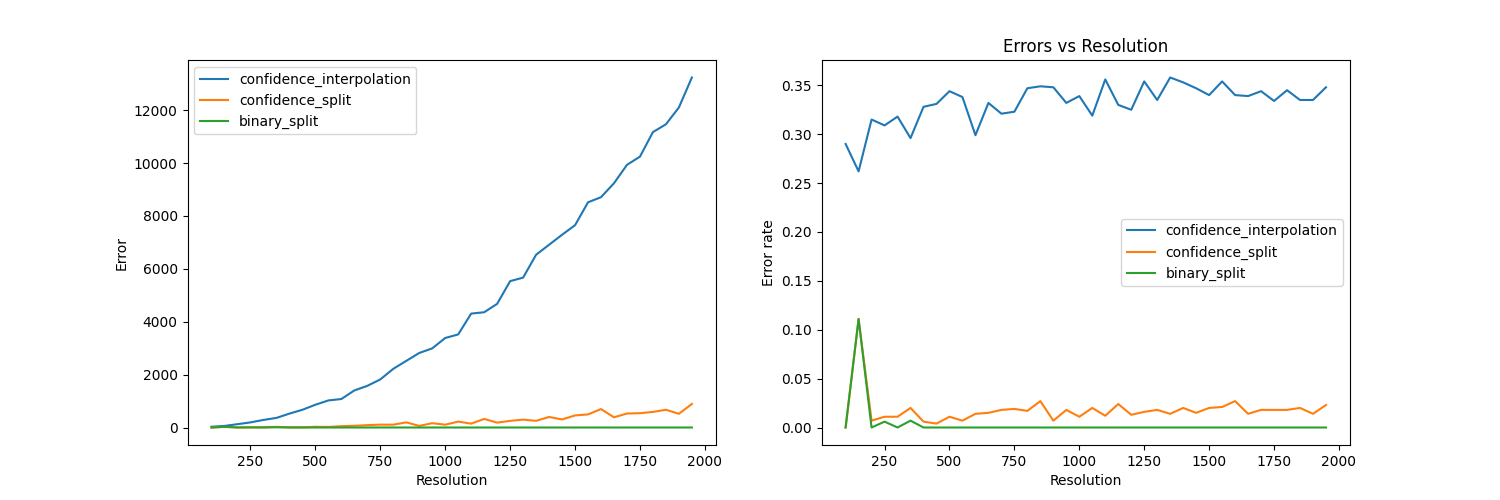 confidence_interpolation
confidence_split
binary_split
12000
10000
8000
6000
4000
2000
0
Error
250 500 750 1000 1250 1500 1750 2000
Resolution
Errors vs Resolution
0.35
0.30
0.25
0.20
0.15
0.10
0.05
0.00
Error rate
confidence_interpolation
confidence_split
binary_split
250 500 750 1000 1250 1500 1750 2000
Resolution